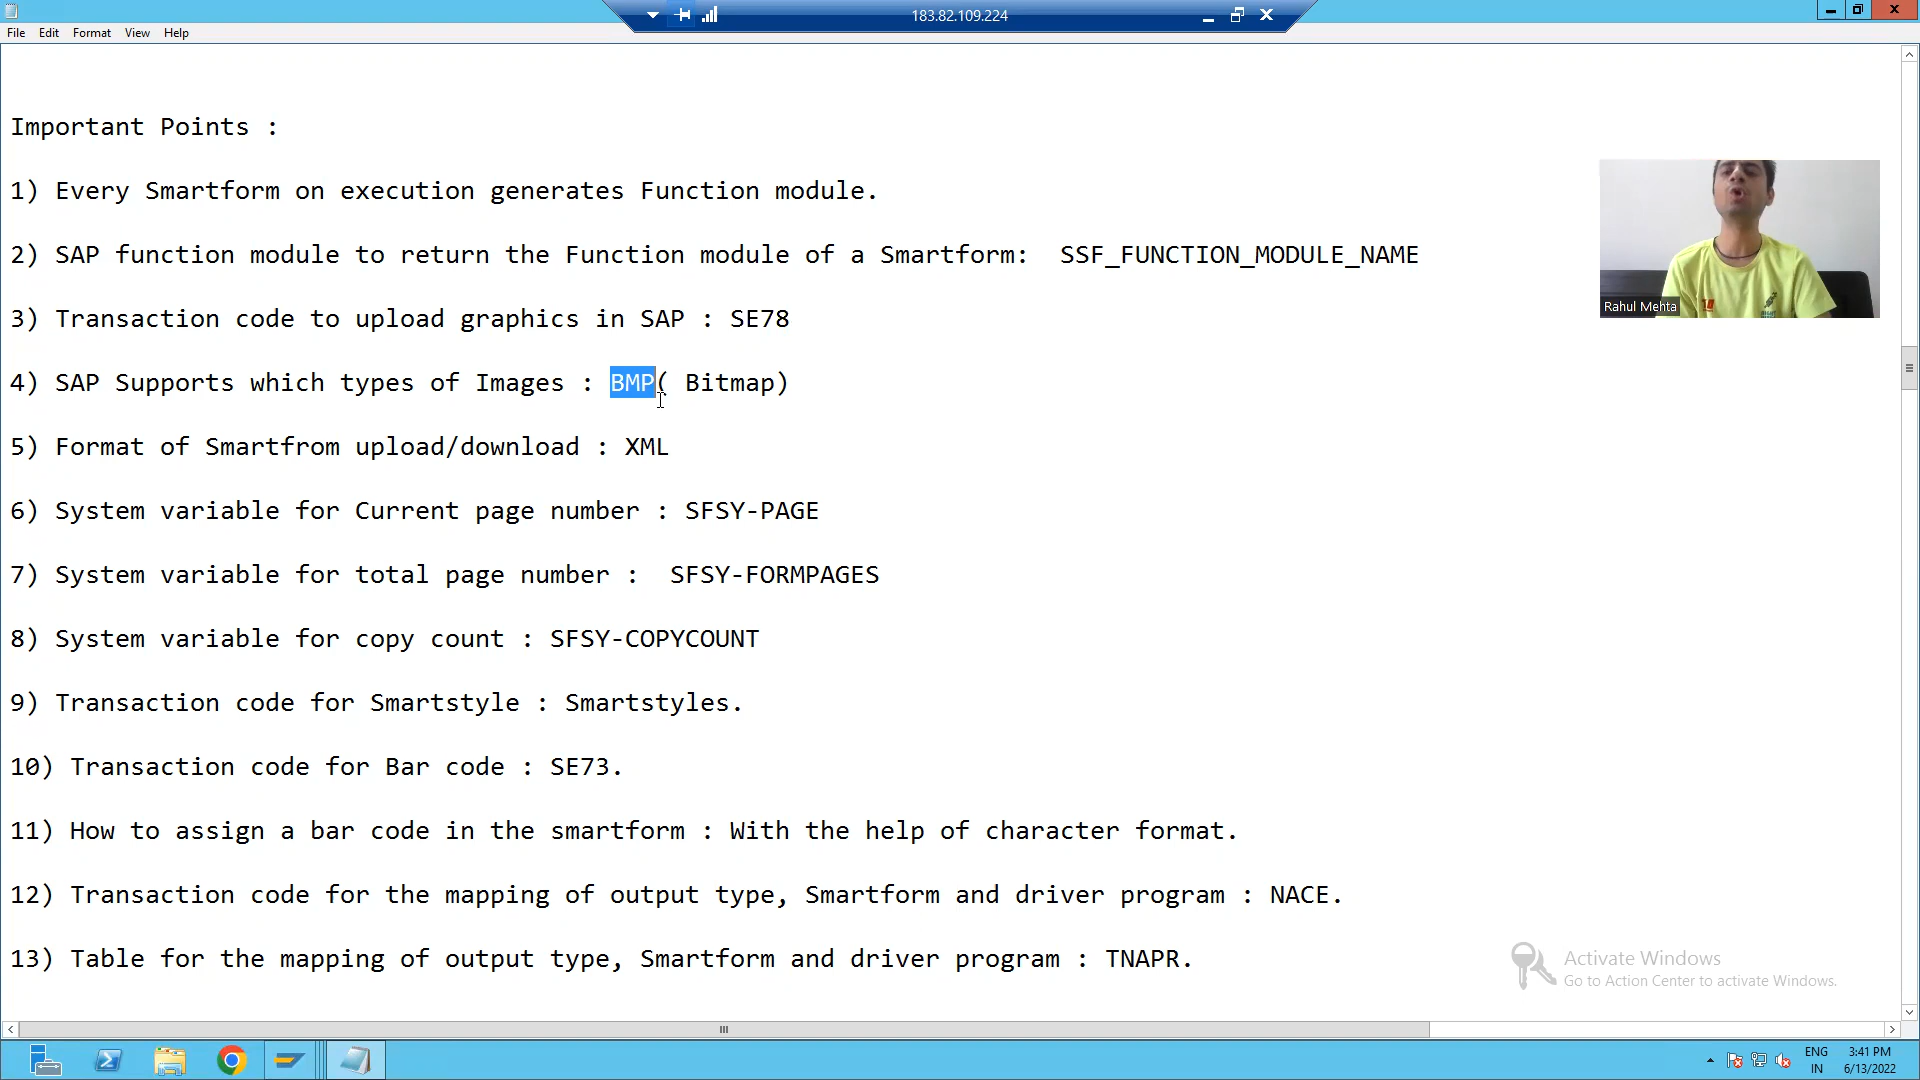 183.82.109.224
File Edit Format View Help
Important Points :
1) Every Smartform on execution generates Function module.
2) SAP function module to return the Function module of a Smartform:  SSF_FUNCTION_MODULE_NAME
3) Transaction code to upload graphics in SAP : SE78
4) SAP Supports which types of Images : BMP( Bitmap)
5) Format of Smartfrom upload/download : XML
6) System variable for Current page number : SFSY-PAGE
7) System variable for total page number :  SFSY-FORMPAGES
8) System variable for copy count : SFSY-COPYCOUNT
9) Transaction code for Smartstyle : Smartstyles.
10) Transaction code for Bar code : SE73.
11) How to assign a bar code in the smartform : With the help of character format.
12) Transaction code for the mapping of output type, Smartform and driver program : NACE.
13) Table for the mapping of output type, Smartform and driver program : TNAPR.
Rahul Mehta
Activate Windows
Go to Action Center to activate Windows.
ENG 3:41 PM
IN 6/13/2022